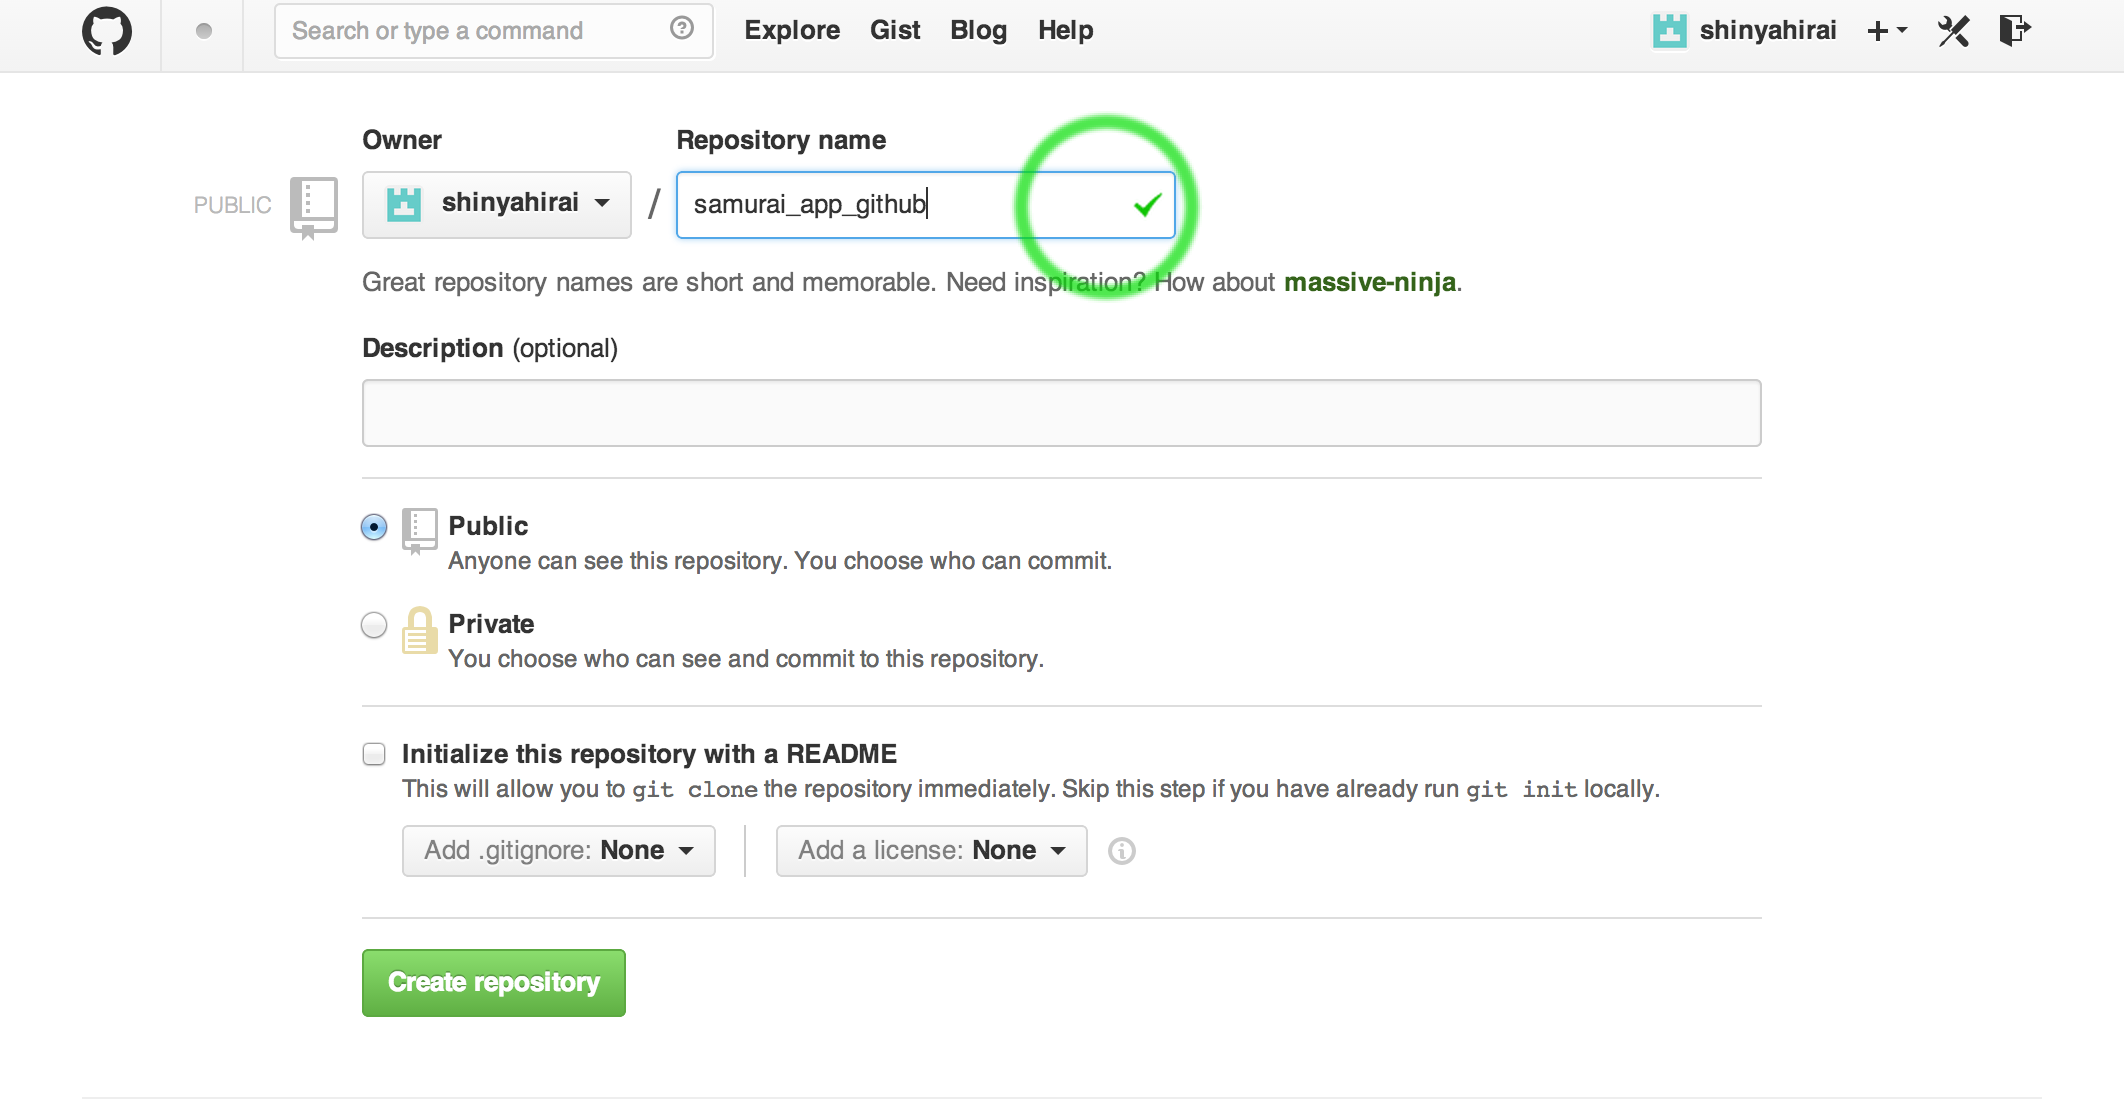 Search or type a command Explore Gist Blog Help shinyahirai
Owner Repository name
PUBLIC shinyahirai / samurai_app_github
Great repository names are short and memorable. Need inspiration? How about massive-ninja.
Description (optional)
Public
Anyone can see this repository. You choose who can commit.
Private
You choose who can see and commit to this repository.
Initialize this repository with a README
This will allow you to git clone the repository immediately. Skip this step if you have already run git init locally.
Add .gitignore: None Add a license: None
Create repository